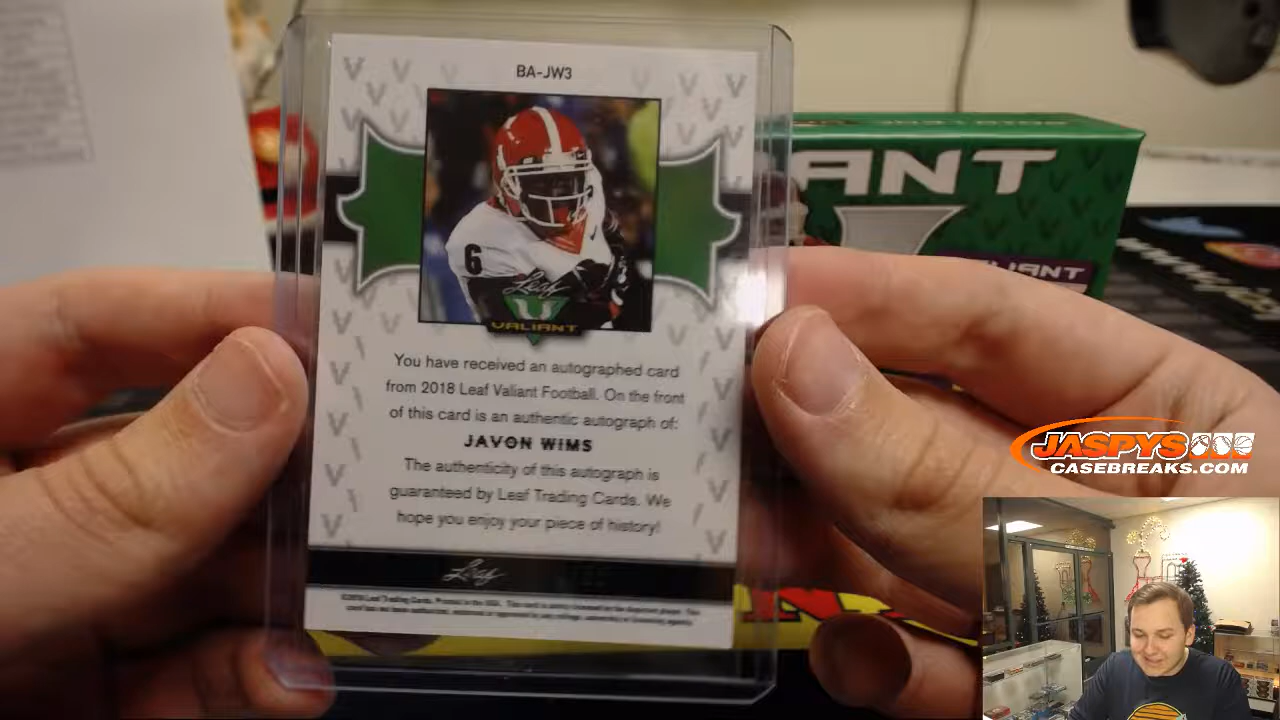 BA-JW3
6
Leaf
VALIANT
You have received an autographed card
from 2018 Leaf Valiant Football. On the front
of this card is an authentic autograph of:
JAVON WIMS
The authenticity of this autograph is
guaranteed by Leaf Trading Cards. We
hope you enjoy your piece of history!
Leaf
ANT
JASPYS
CASEBREAKS.COM